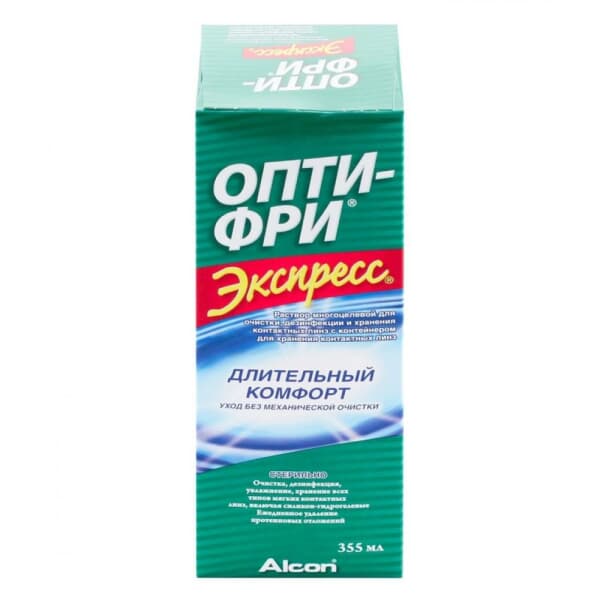 Экспресс®
ОПТИ-
ФРИ®
ОПТИ-
ФРИ®
Экспресс®
Раствор многоцелевой для
очистки, дезинфекции и хранения
контактных линз с контейнером
для хранения контактных линз
ДЛИТЕЛЬНЫЙ
КОМФОРТ
УХОД БЕЗ МЕХАНИЧЕСКОЙ ОЧИСТКИ
СТЕРИЛЬНО
Очистка, дезинфекция,
увлажнение, хранение всех
типов мягких контактных
линз, включая силикон-гидрогелевые
Ежедневное удаление
протеиновых отложений
355 МЛ
Alcon®